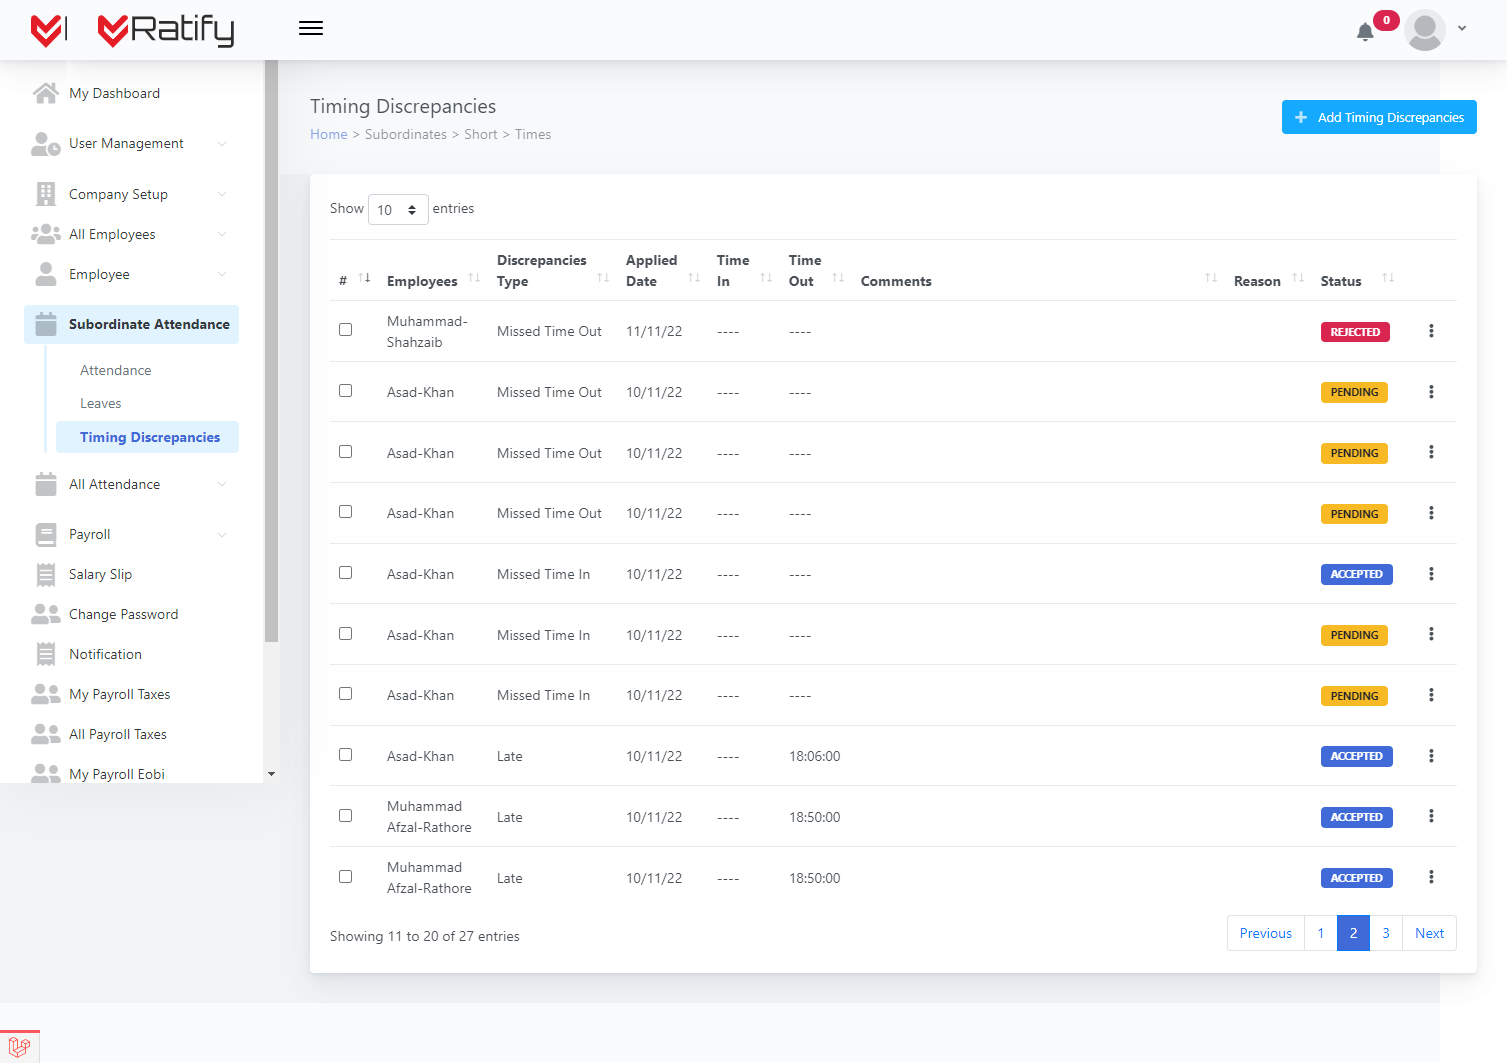 Ratify
0
My Dashboard
User Management
Company Setup
All Employees
Employee
Subordinate Attendance
Attendance
Leaves
Timing Discrepancies
All Attendance
Payroll
Salary Slip
Change Password
Notification
My Payroll Taxes
All Payroll Taxes
My Payroll Eobi
Timing Discrepancies
Home > Subordinates > Short > Times
+ Add Timing Discrepancies
Show 10 entries
# Employees Discrepancies Type Applied Date Time In Time Out Comments Reason Status
Muhammad-Shahzaib Missed Time Out 11/11/22 ---- ---- REJECTED
Asad-Khan Missed Time Out 10/11/22 ---- ---- PENDING
Asad-Khan Missed Time Out 10/11/22 ---- ---- PENDING
Asad-Khan Missed Time Out 10/11/22 ---- ---- PENDING
Asad-Khan Missed Time In 10/11/22 ---- ---- ACCEPTED
Asad-Khan Missed Time In 10/11/22 ---- ---- PENDING
Asad-Khan Missed Time In 10/11/22 ---- ---- PENDING
Asad-Khan Late 10/11/22 ---- 18:06:00 ACCEPTED
Muhammad Afzal-Rathore Late 10/11/22 ---- 18:50:00 ACCEPTED
Muhammad Afzal-Rathore Late 10/11/22 ---- 18:50:00 ACCEPTED
Showing 11 to 20 of 27 entries
Previous 1 2 3 Next